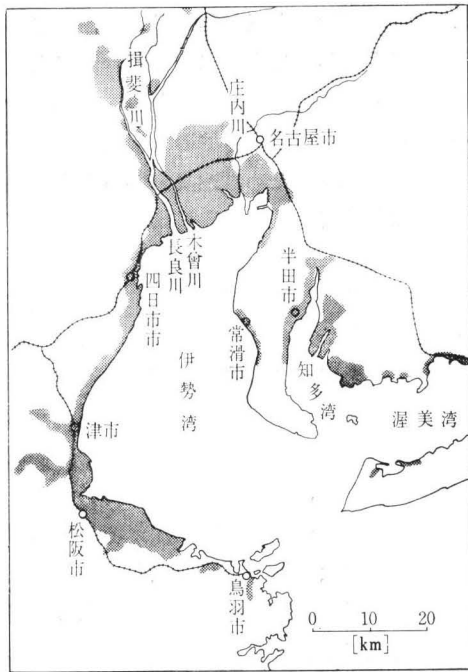 揖斐川
庄内川
名古屋市
木曾川
長良川
四日市市
半田市
常滑市
伊勢湾
知多湾
渥美湾
津市
松阪市
鳥羽市
0 10 20
[km]